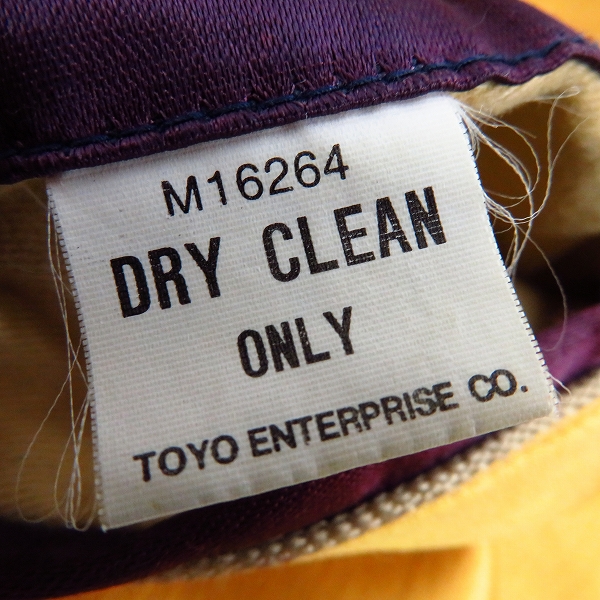 M16264
DRY CLEAN
ONLY
TOYO ENTERPRISE CO.